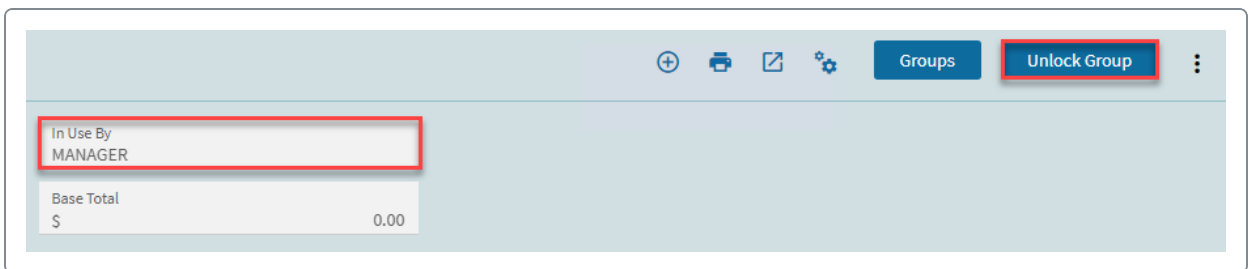 Groups
Unlock Group
In Use By
MANAGER
Base Total
$ 0.00